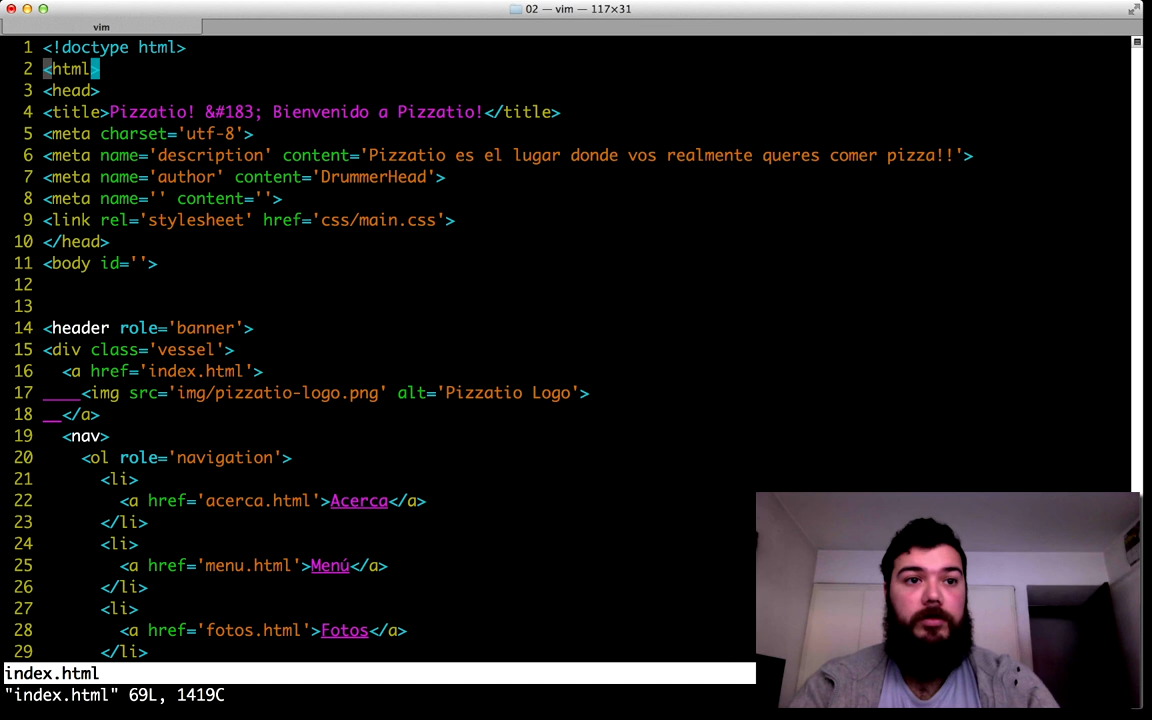 02 — vim — 117×31
vim
1 <!doctype html>
2 <html>
3 <head>
4 <title>Pizzatio! &#183; Bienvenido a Pizzatio!</title>
5 <meta charset='utf-8'>
6 <meta name='description' content='Pizzatio es el lugar donde vos realmente queres comer pizza!!'>
7 <meta name='author' content='DrummerHead'>
8 <meta name='' content=''>
9 <link rel='stylesheet' href='css/main.css'>
10 </head>
11 <body id=''>
12
13
14 <header role='banner'>
15 <div class='vessel'>
16   <a href='index.html'>
17 ____<img src='img/pizzatio-logo.png' alt='Pizzatio Logo'>
18 __</a>
19   <nav>
20     <ol role='navigation'>
21       <li>
22         <a href='acerca.html'>Acerca</a>
23       </li>
24       <li>
25         <a href='menu.html'>Menú</a>
26       </li>
27       <li>
28         <a href='fotos.html'>Fotos</a>
29       </li>
index.html
"index.html" 69L, 1419C